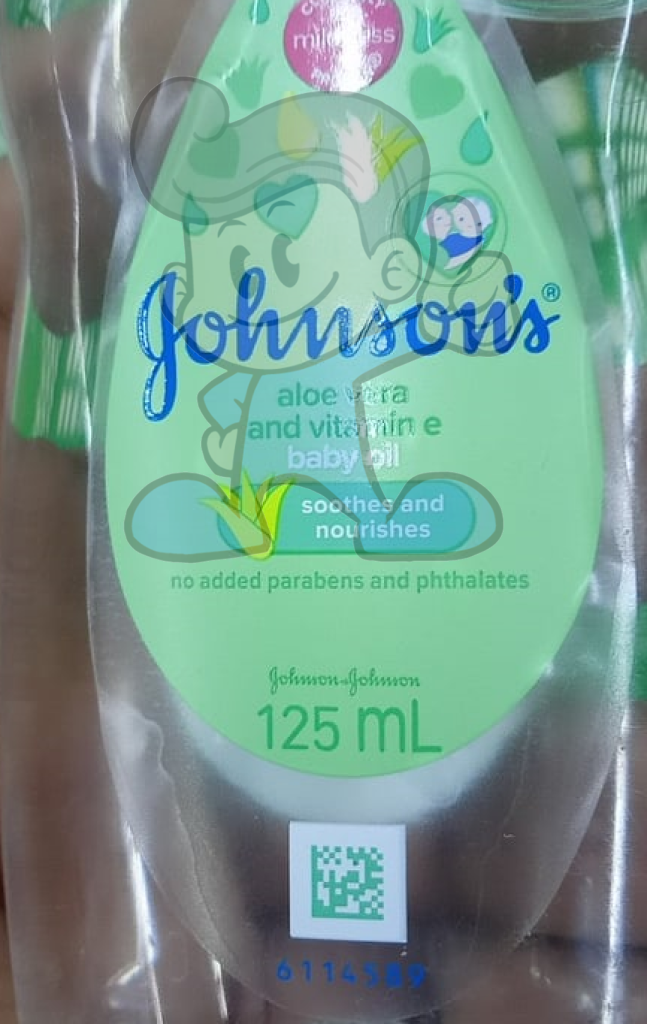 Johnson's®
aloe vera
and vitamin e
baby oil
soothes and
nourishes
no added parabens and phthalates
Johnson & Johnson
125 mL
6114589